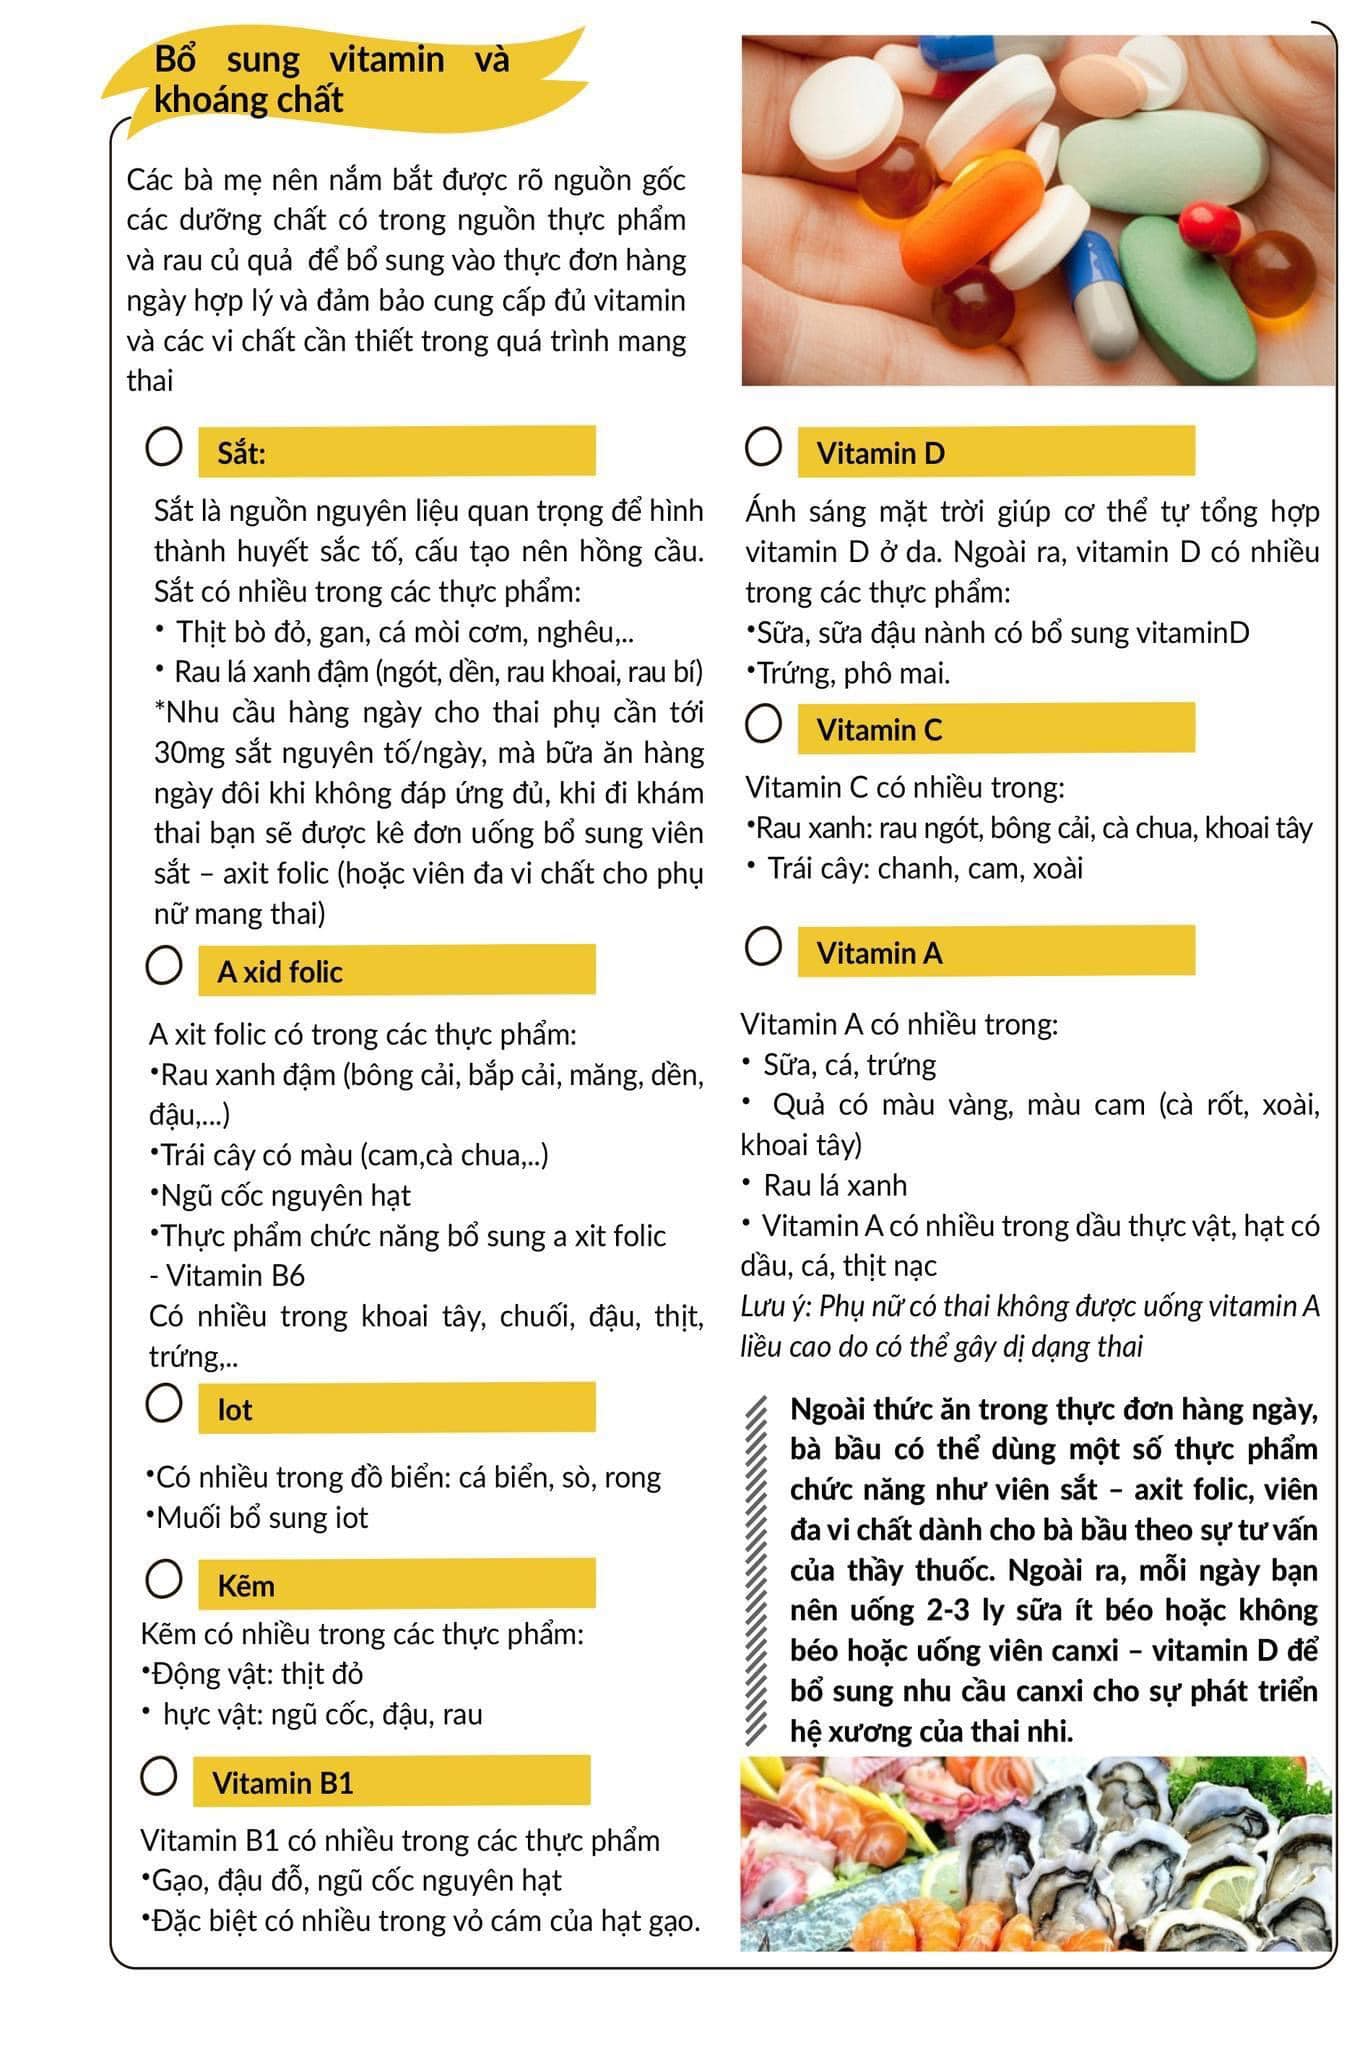 Bổ sung vitamin và
khoáng chất
Các bà mẹ nên nắm bắt được rõ nguồn gốc
các dưỡng chất có trong nguồn thực phẩm
và rau củ quả để bổ sung vào thực đơn hàng
ngày hợp lý và đảm bảo cung cấp đủ vitamin
và các vi chất cần thiết trong quá trình mang
thai
Sắt:
Sắt là nguồn nguyên liệu quan trọng để hình
thành huyết sắc tố, cấu tạo nên hồng cầu.
Sắt có nhiều trong các thực phẩm:
• Thịt bò đỏ, gan, cá mòi cơm, nghêu,..
• Rau lá xanh đậm (ngót, dền, rau khoai, rau bí)
*Nhu cầu hàng ngày cho thai phụ cần tới
30mg sắt nguyên tố/ngày, mà bữa ăn hàng
ngày đôi khi không đáp ứng đủ, khi đi khám
thai bạn sẽ được kê đơn uống bổ sung viên
sắt – axit folic (hoặc viên đa vi chất cho phụ
nữ mang thai)
A xid folic
A xit folic có trong các thực phẩm:
•Rau xanh đậm (bông cải, bắp cải, măng, dền,
đậu,...)
•Trái cây có màu (cam,cà chua,..)
•Ngũ cốc nguyên hạt
•Thực phẩm chức năng bổ sung a xit folic
- Vitamin B6
Có nhiều trong khoai tây, chuối, đậu, thịt,
trứng,..
Iot
•Có nhiều trong đồ biển: cá biển, sò, rong
•Muối bổ sung iot
Kẽm
Kẽm có nhiều trong các thực phẩm:
•Động vật: thịt đỏ
• hực vật: ngũ cốc, đậu, rau
Vitamin B1
Vitamin B1 có nhiều trong các thực phẩm
•Gạo, đậu đỗ, ngũ cốc nguyên hạt
•Đặc biệt có nhiều trong vỏ cám của hạt gạo.
Vitamin D
Ánh sáng mặt trời giúp cơ thể tự tổng hợp
vitamin D ở da. Ngoài ra, vitamin D có nhiều
trong các thực phẩm:
•Sữa, sữa đậu nành có bổ sung vitaminD
•Trứng, phô mai.
Vitamin C
Vitamin C có nhiều trong:
•Rau xanh: rau ngót, bông cải, cà chua, khoai tây
• Trái cây: chanh, cam, xoài
Vitamin A
Vitamin A có nhiều trong:
• Sữa, cá, trứng
• Quả có màu vàng, màu cam (cà rốt, xoài,
khoai tây)
• Rau lá xanh
• Vitamin A có nhiều trong dầu thực vật, hạt có
dầu, cá, thịt nạc
Lưu ý: Phụ nữ có thai không được uống vitamin A
liều cao do có thể gây dị dạng thai
Ngoài thức ăn trong thực đơn hàng ngày,
bà bầu có thể dùng một số thực phẩm
chức năng như viên sắt – axit folic, viên
đa vi chất dành cho bà bầu theo sự tư vấn
của thầy thuốc. Ngoài ra, mỗi ngày bạn
nên uống 2-3 ly sữa ít béo hoặc không
béo hoặc uống viên canxi – vitamin D để
bổ sung nhu cầu canxi cho sự phát triển
hệ xương của thai nhi.